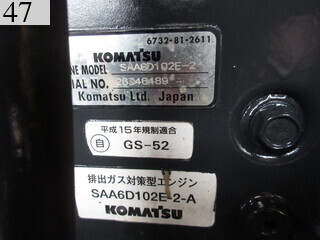 47
6732-81-2611
KOMATSU
NE MODEL SAA6D102E-2
IAL NO.
Komatsu Ltd. Japan
平成15年規制適合
自 GS-52
排出ガス対策型エンジン
SAA6D102E-2-A
KOMATSU